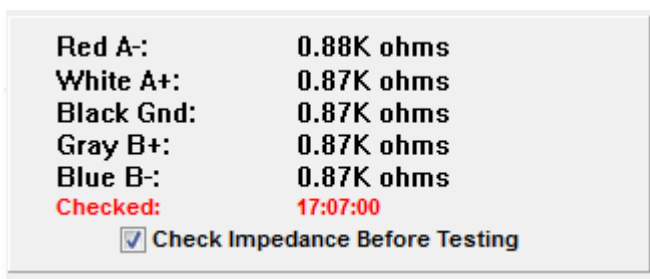 Red A-: 0.88K ohms
White A+: 0.87K ohms
Black Gnd: 0.87K ohms
Gray B+: 0.87K ohms
Blue B-: 0.87K ohms
Checked: 17:07:00
Check Impedance Before Testing